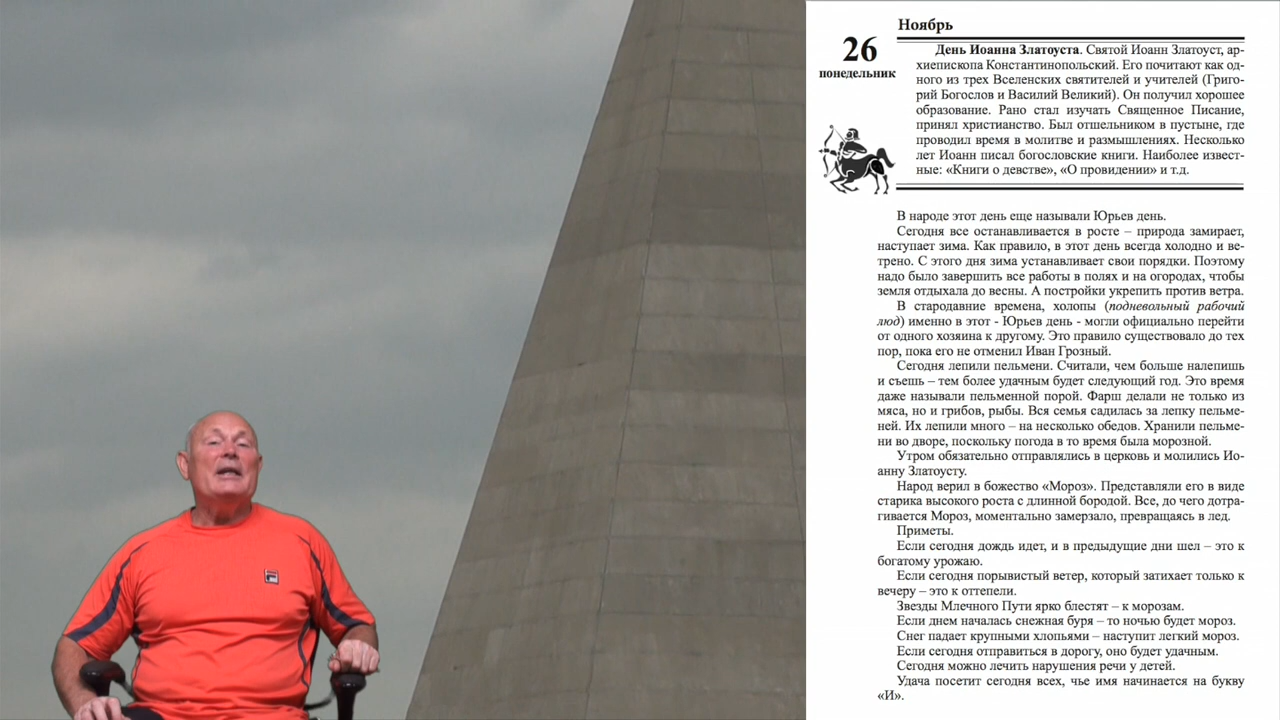 Ноябрь
26
понедельник
День Иоанна Златоуста. Святой Иоанн Златоуст, ар-
хиепископа Константинопольский. Его почитают как од-
ного из трех Вселенских святителей и учителей (Григо-
рий Богослов и Василий Великий). Он получил хорошее
образование. Рано стал изучать Священное Писание,
принял христианство. Был отшельником в пустыне, где
проводил время в молитве и размышлениях. Несколько
лет Иоанн писал богословские книги. Наиболее извест-
ные: «Книги о девстве», «О провидении» и т.д.
В народе этот день еще называли Юрьев день.
Сегодня все останавливается в росте – природа замирает,
наступает зима. Как правило, в этот день всегда холодно и ве-
трено. С этого дня зима устанавливает свои порядки. Поэтому
надо было завершить все работы в полях и на огородах, чтобы
земля отдыхала до весны. А постройки укрепить против ветра.
В стародавние времена, холопы (подневольный рабочий
люд) именно в этот - Юрьев день - могли официально перейти
от одного хозяина к другому. Это правило существовало до тех
пор, пока его не отменил Иван Грозный.
Сегодня лепили пельмени. Считали, чем больше налепишь
и съешь – тем более удачным будет следующий год. Это время
даже называли пельменной порой. Фарш делали не только из
мяса, но и грибов, рыбы. Вся семья садилась за лепку пельме-
ней. Их лепили много – на несколько обедов. Хранили пельме-
ни во дворе, поскольку погода в то время была морозной.
Утром обязательно отправлялись в церковь и молились Ио-
анну Златоусту.
Народ верил в божество «Мороз». Представляли его в виде
старика высокого роста с длинной бородой. Все, до чего дотра-
гивается Мороз, моментально замерзало, превращаясь в лед.
Приметы.
Если сегодня дождь идет, и в предыдущие дни шел – это к
богатому урожаю.
Если сегодня порывистый ветер, который затихает только к
вечеру – это к оттепели.
Звезды Млечного Пути ярко блестят – к морозам.
Если днем началась снежная буря – то ночью будет мороз.
Снег падает крупными хлопьями – наступит легкий мороз.
Если сегодня отправиться в дорогу, оно будет удачным.
Сегодня можно лечить нарушения речи у детей.
Удача посетит сегодня всех, чье имя начинается на букву
«И».